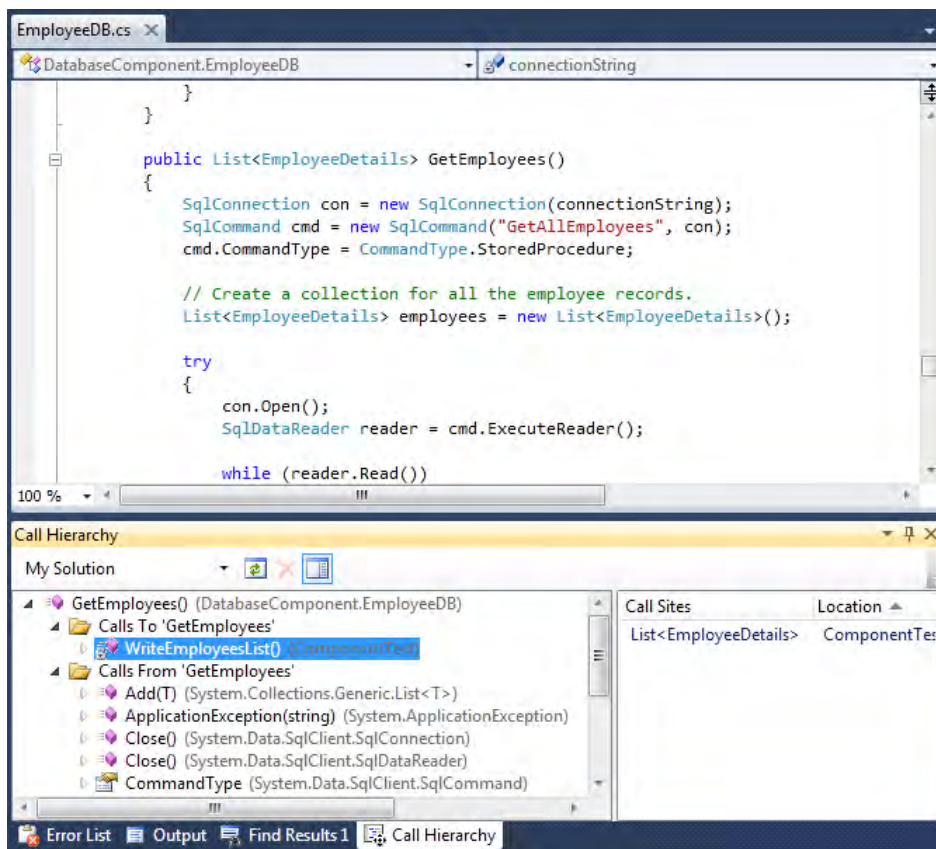 EmployeeDB.cs
DatabaseComponent.EmployeeDB connectionString
}
}
public List<EmployeeDetails> GetEmployees()
{
SqlConnection con = new SqlConnection(connectionString);
SqlCommand cmd = new SqlCommand("GetAllEmployees", con);
cmd.CommandType = CommandType.StoredProcedure;
// Create a collection for all the employee records.
List<EmployeeDetails> employees = new List<EmployeeDetails>();
try
{
con.Open();
SqlDataReader reader = cmd.ExecuteReader();
while (reader.Read())
100 %
Call Hierarchy
My Solution
GetEmployees() (DatabaseComponent.EmployeeDB)
Calls To 'GetEmployees'
WriteEmployeesList() (ComponentTest)
Calls From 'GetEmployees'
Add(T) (System.Collections.Generic.List<T>)
ApplicationException(string) (System.ApplicationException)
Close() (System.Data.SqlClient.SqlConnection)
Close() (System.Data.SqlClient.SqlDataReader)
CommandType (System.Data.SqlClient.SqlCommand)
Call Sites Location
List<EmployeeDetails> ComponentTes
Error List Output Find Results 1 Call Hierarchy